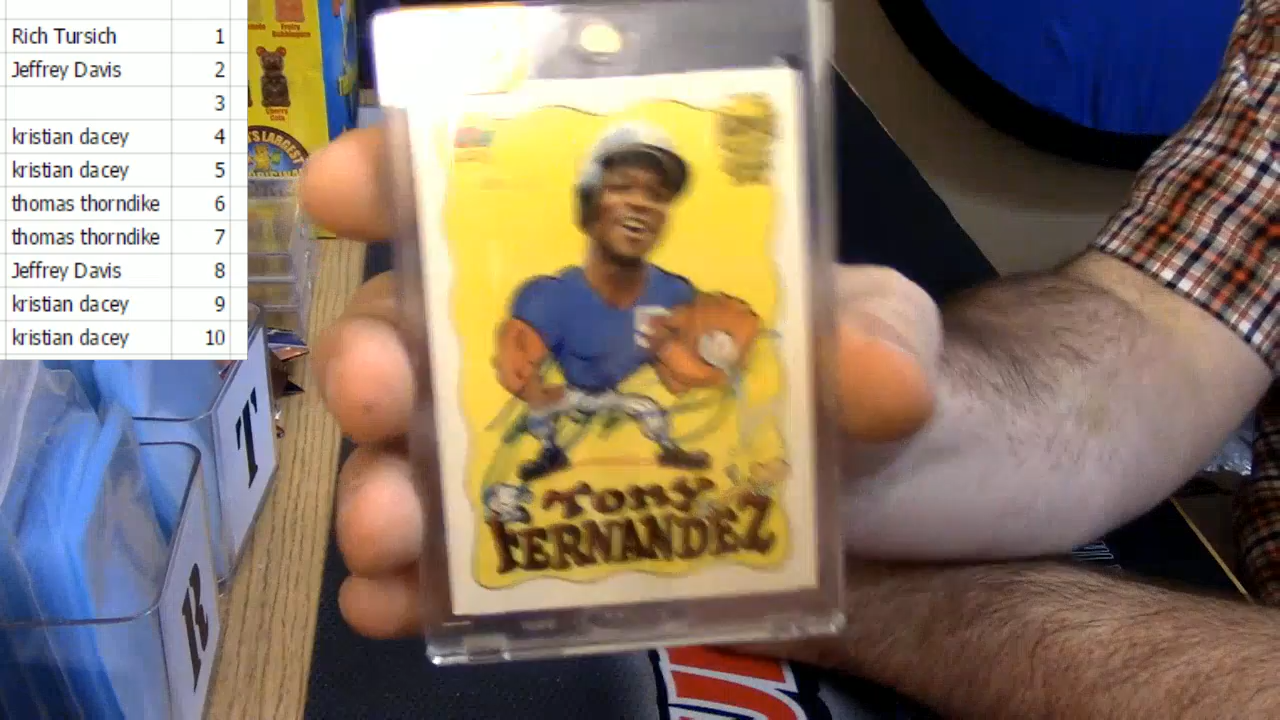 Rich Tursich 1
Jeffrey Davis 2
3
kristian dacey 4
kristian dacey 5
thomas thorndike 6
thomas thorndike 7
Jeffrey Davis 8
kristian dacey 9
kristian dacey 10
Tony
FERNANDEZ
T
R